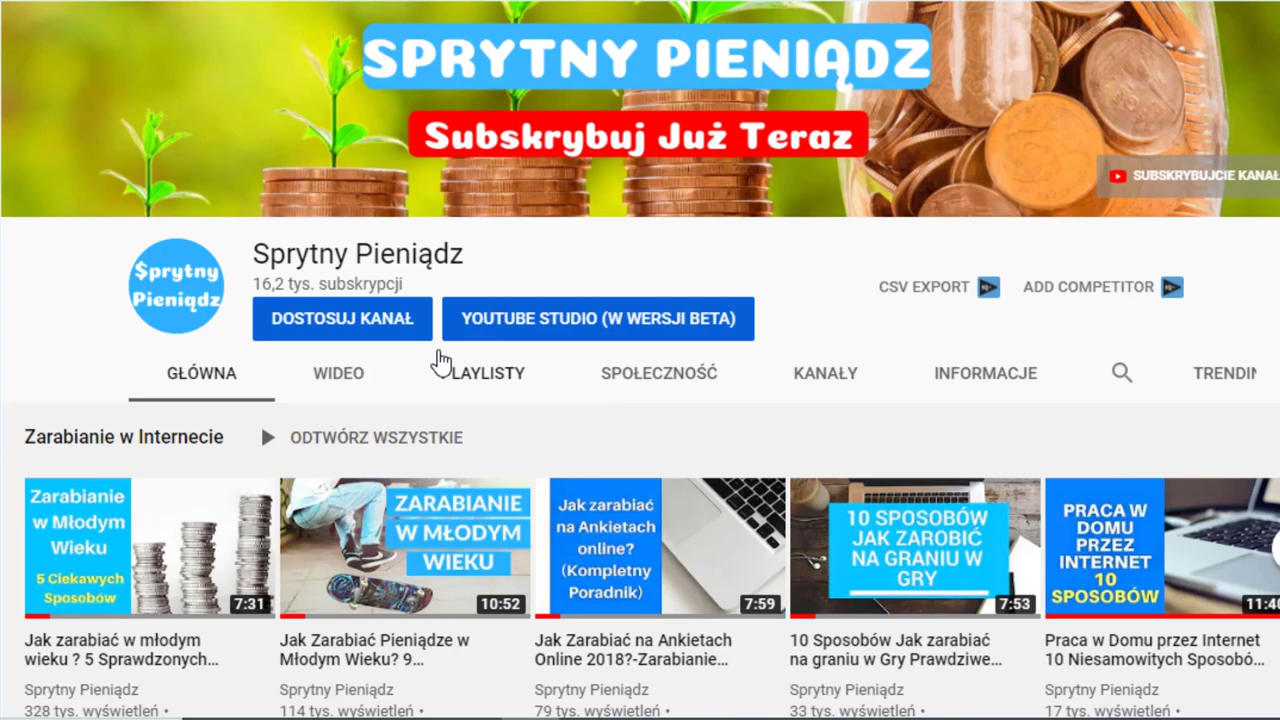 SPRYTNY PIENIĄDZ
Subskrybuj Już Teraz
SUBSKRYBUJCIE KANAŁ
$prytny
Pieniądz
Sprytny Pieniądz
16,2 tys. subskrypcji
CSV EXPORT
ADD COMPETITOR
DOSTOSUJ KANAŁ
YOUTUBE STUDIO (W WERSJI BETA)
GŁÓWNA
WIDEO
LAYLISTY
SPOŁECZNOŚĆ
KANAŁY
INFORMACJE
TRENDIN
Zarabianie w Internecie
ODTWÓRZ WSZYSTKIE
Zarabianie
w Młodym
Wieku
5 Ciekawych
Sposobów
7:31
Jak zarabiać w młodym
wieku ? 5 Sprawdzonych...
Sprytny Pieniądz
328 tys. wyświetleń •
ZARABIANIE
W MŁODYM
WIEKU
10:52
Jak Zarabiać Pieniądze w
Młodym Wieku? 9...
Sprytny Pieniądz
114 tys. wyświetleń •
Jak zarabiać
na Ankietach
online?
(Kompletny
Poradnik)
7:59
Jak Zarabiać na Ankietach
Online 2018?-Zarabianie...
Sprytny Pieniądz
79 tys. wyświetleń •
10 SPOSOBÓW
JAK ZAROBIĆ
NA GRANIU W
GRY
7:53
10 Sposobów Jak zarabiać
na graniu w Gry Prawdziwe...
Sprytny Pieniądz
33 tys. wyświetleń •
PRACA W
DOMU
PRZEZ
INTERNET
10
SPOSOBÓW
11:40
Praca w Domu przez Internet
10 Niesamowitych Sposobó...
Sprytny Pieniądz
17 tys. wyświetleń •